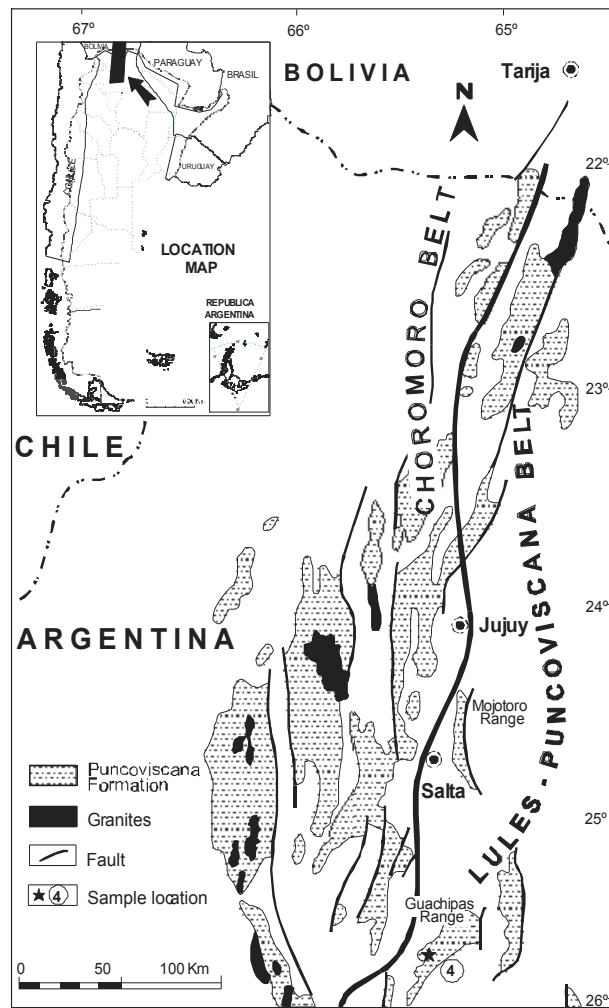 67º
66º
65º
BOLIVIA
PARAGUAY
BRASIL
URUGUAY
LOCATION
MAP
REPUBLICA
ARGENTINA
BOLIVIA
Tarija
N
22º
CHOROMORO BELT
23º
CHILE
LULES - PUNCOVISCANA BELT
24º
ARGENTINA
Jujuy
Mojotoro
Range
Puncoviscana
Formation
Salta
Granites
25º
Fault
Guachipas
Range
4
Sample location
4
0 50 100 Km
26º